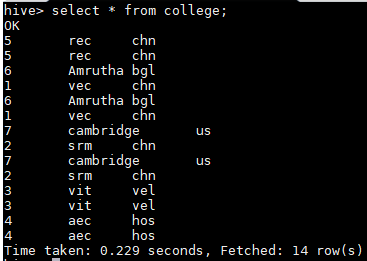 hive> select * from college;
OK
5 rec chn
5 rec chn
6 Amrutha bgl
1 vec chn
6 Amrutha bgl
1 vec chn
7 cambridge us
2 srm chn
7 cambridge us
2 srm chn
3 vit vel
3 vit vel
4 aec hos
4 aec hos
Time taken: 0.229 seconds, Fetched: 14 row(s)